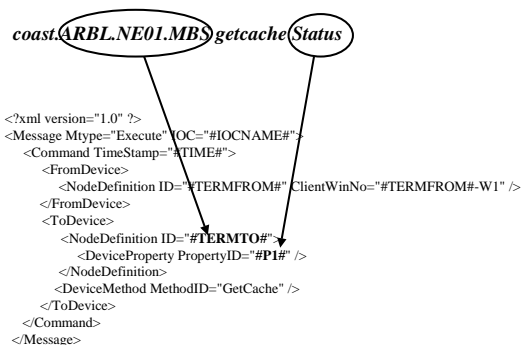 coast.ARBL.NE01.MBS getcache Status
<?xml version="1.0" ?>
<Message Mtype="Execute" IOC="#IOCNAME#">
<Command TimeStamp="#TIME#">
<FromDevice>
<NodeDefinition ID="#TERMFROM#" ClientWinNo="#TERMFROM#-W1" />
</FromDevice>
<ToDevice>
<NodeDefinition ID="#TERMTO#">
<DeviceProperty PropertyID="#P1#" />
</NodeDefinition>
<DeviceMethod MethodID="GetCache" />
</ToDevice>
</Command>
</Message>